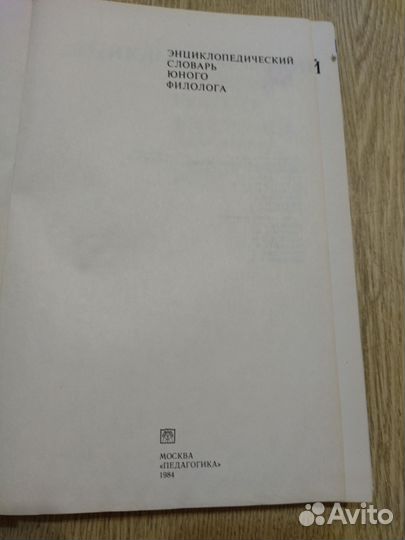 ЭНЦИКЛОПЕДИЧЕСКИЙ
СЛОВАРЬ
ЮНОГО
ФИЛОЛОГА
МОСКВА
«ПЕДАГОГИКА»
1984
Avito